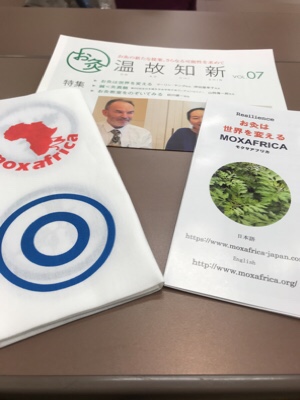 お灸
温故知新 VOL. 07
特集
moxafrica
Resilience
お灸は
世界を変える
MOXAFRICA
モクサアフリカ
日本語
https://www.moxafrica-japan.co
English
http://www.moxafrica.org/